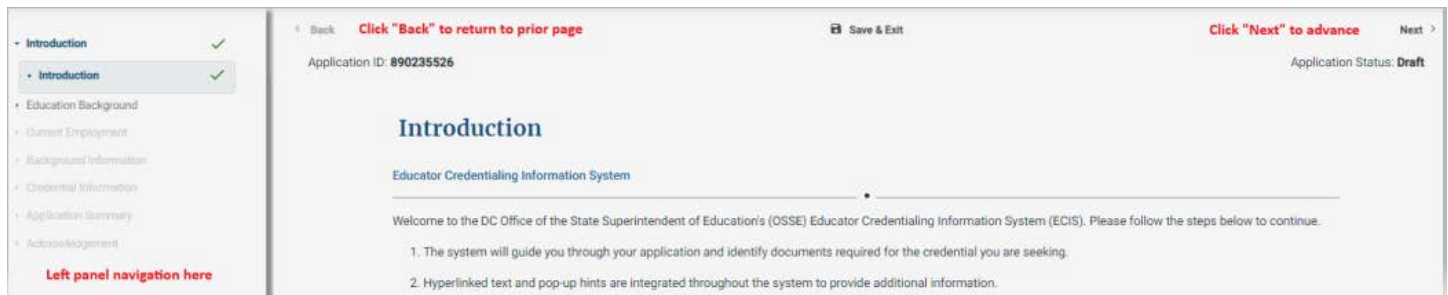 Back
Click "Back" to return to prior page
Save & Exit
Click "Next" to advance
Next
Introduction
Introduction
Education Background
Current Employment
Background Information
Credential Information
Application Summary
Acknowledgement
Left panel navigation here
Application ID: 890235526
Application Status: Draft
Introduction
Educator Credentialing Information System
Welcome to the DC Office of the State Superintendent of Education's (OSSE) Educator Credentialing Information System (ECIS). Please follow the steps below to continue.
1. The system will guide you through your application and identify documents required for the credential you are seeking.
2. Hyperlinked text and pop-up hints are integrated throughout the system to provide additional information.